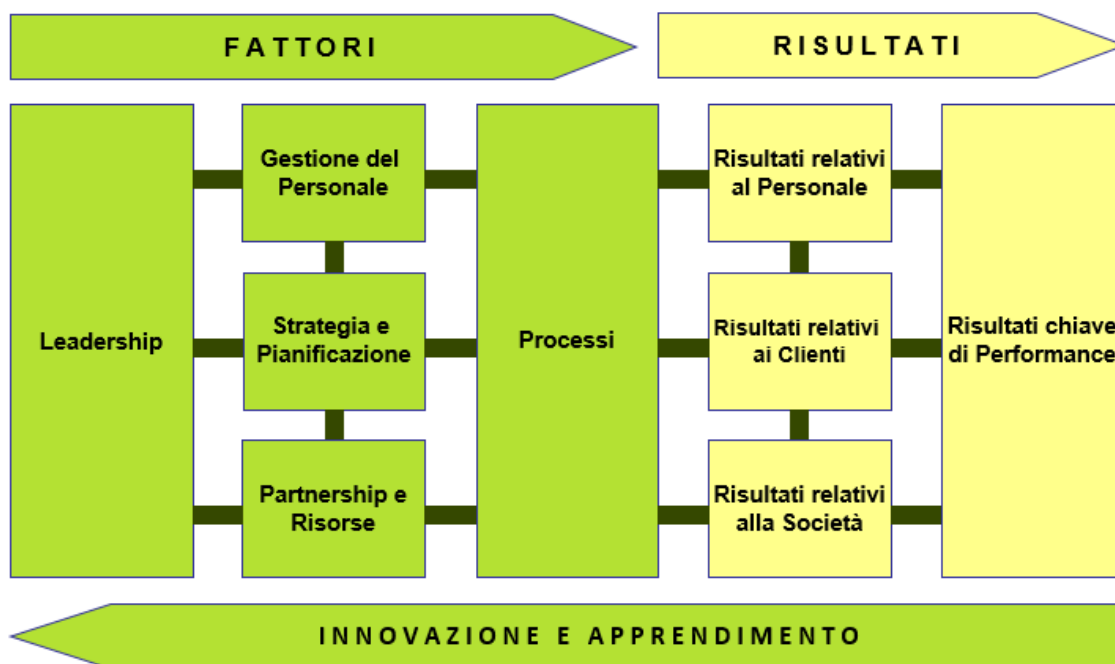 FATTORI
RISULTATI
Leadership
Gestione del
Personale
Strategia e
Pianificazione
Partnership e
Risorse
Processi
Risultati relativi
al Personale
Risultati relativi
ai Clienti
Risultati relativi
alla Società
Risultati chiave
di Performance
INNOVAZIONE E APPRENDIMENTO